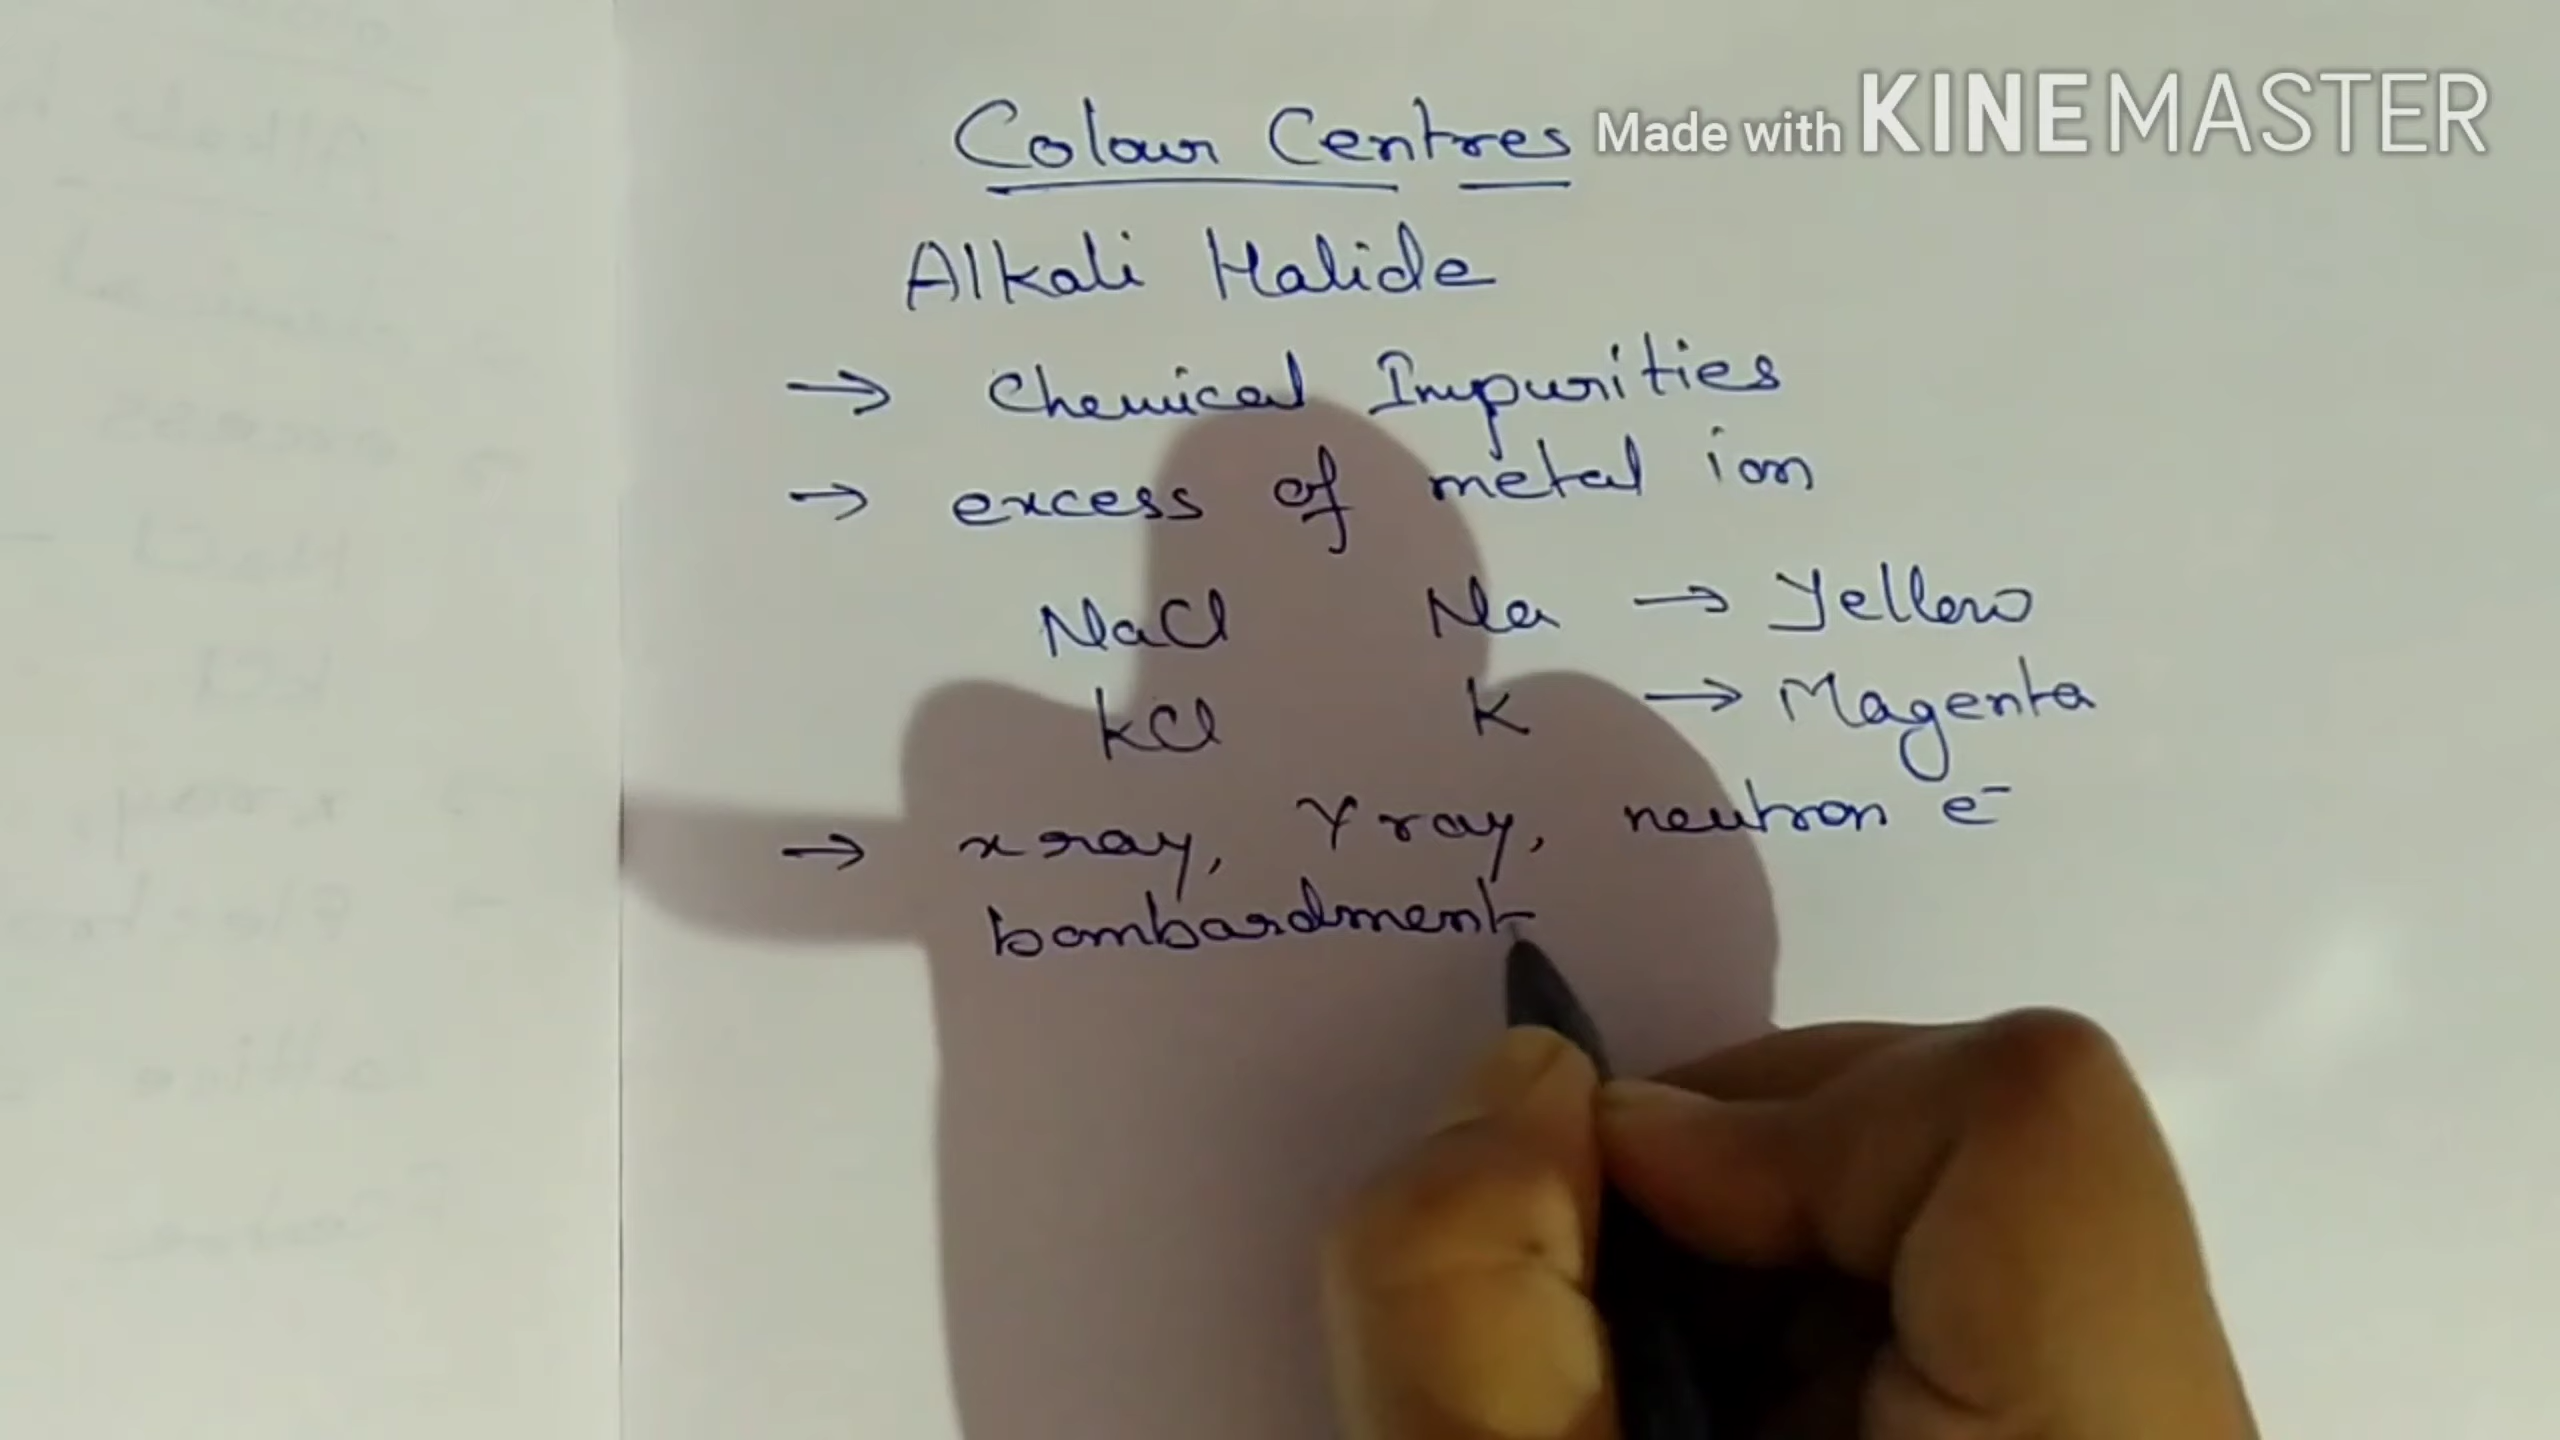 Colour Centres
Made with KINEMASTER
Alkali Halide
→ Chemical Impurities
→ excess of metal ion
NaCl Na → Yellow
KCl K → Magenta
→ x ray, γ ray, neutron e⁻
bombardment